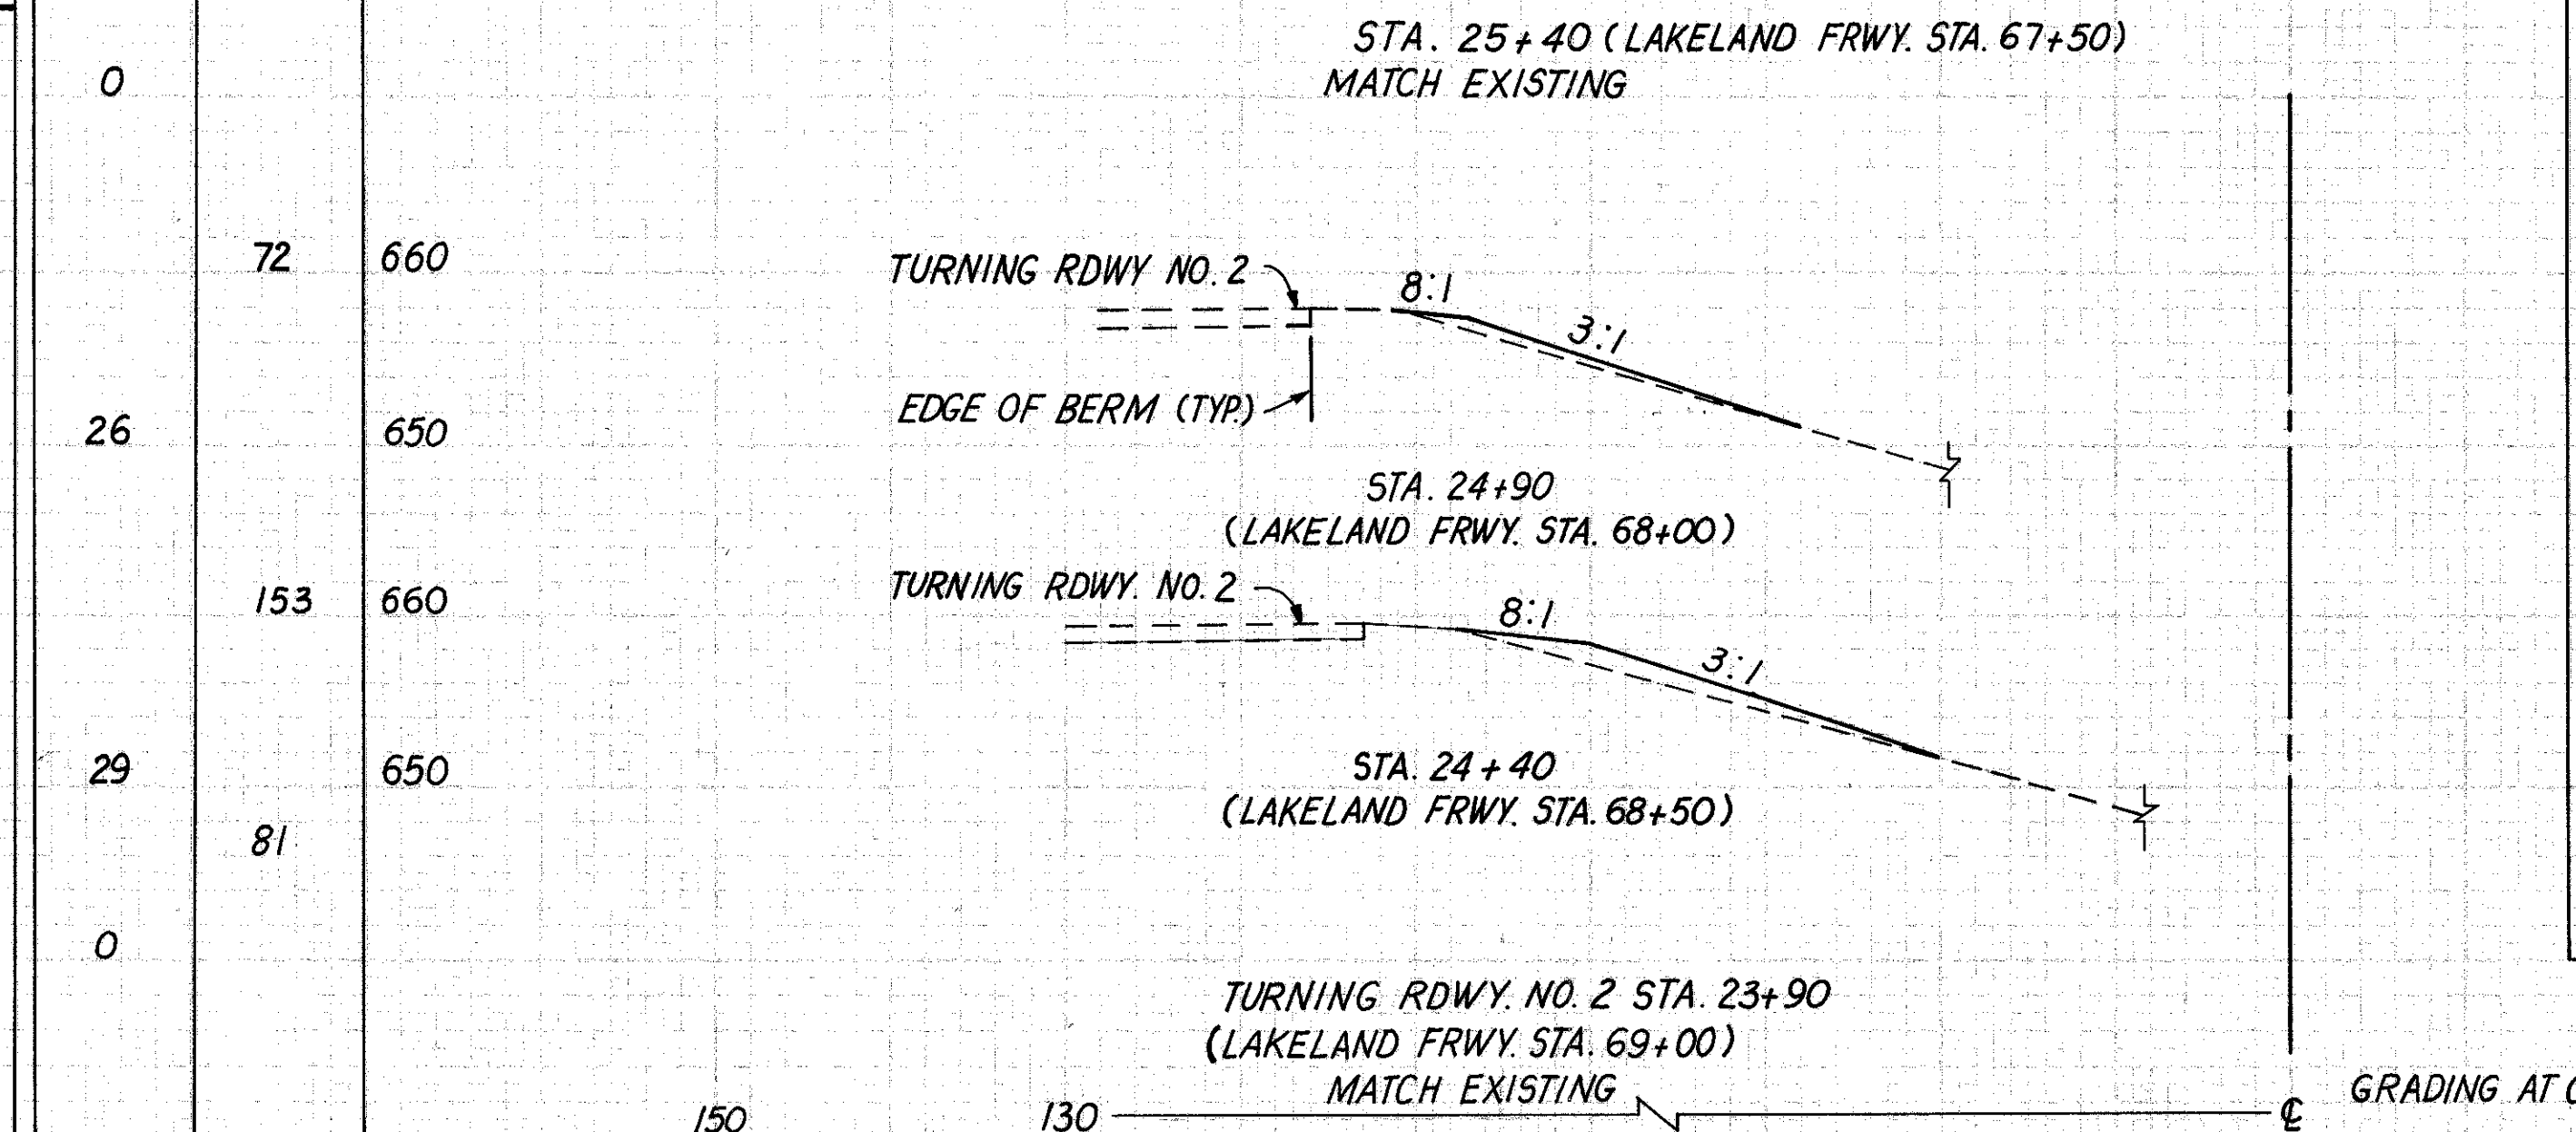 STA. 25+40 (LAKELAND FRWY. STA. 67+50)
0
MATCH EXISTING
72
660
TURNING RDWY NO. 2
8:1
3:1
EDGE OF BERM (TYP.)
26
650
STA. 24+90
(LAKELAND FRWY. STA. 68+00)
153
660
TURNING RDWY. NO. 2
8:1
3:1
29
650
STA. 24+40
(LAKELAND FRWY. STA. 68+50)
81
0
TURNING RDWY. NO. 2 STA. 23+90
(LAKELAND FRWY. STA. 69+00)
MATCH EXISTING
GRADING AT
150
130
℄